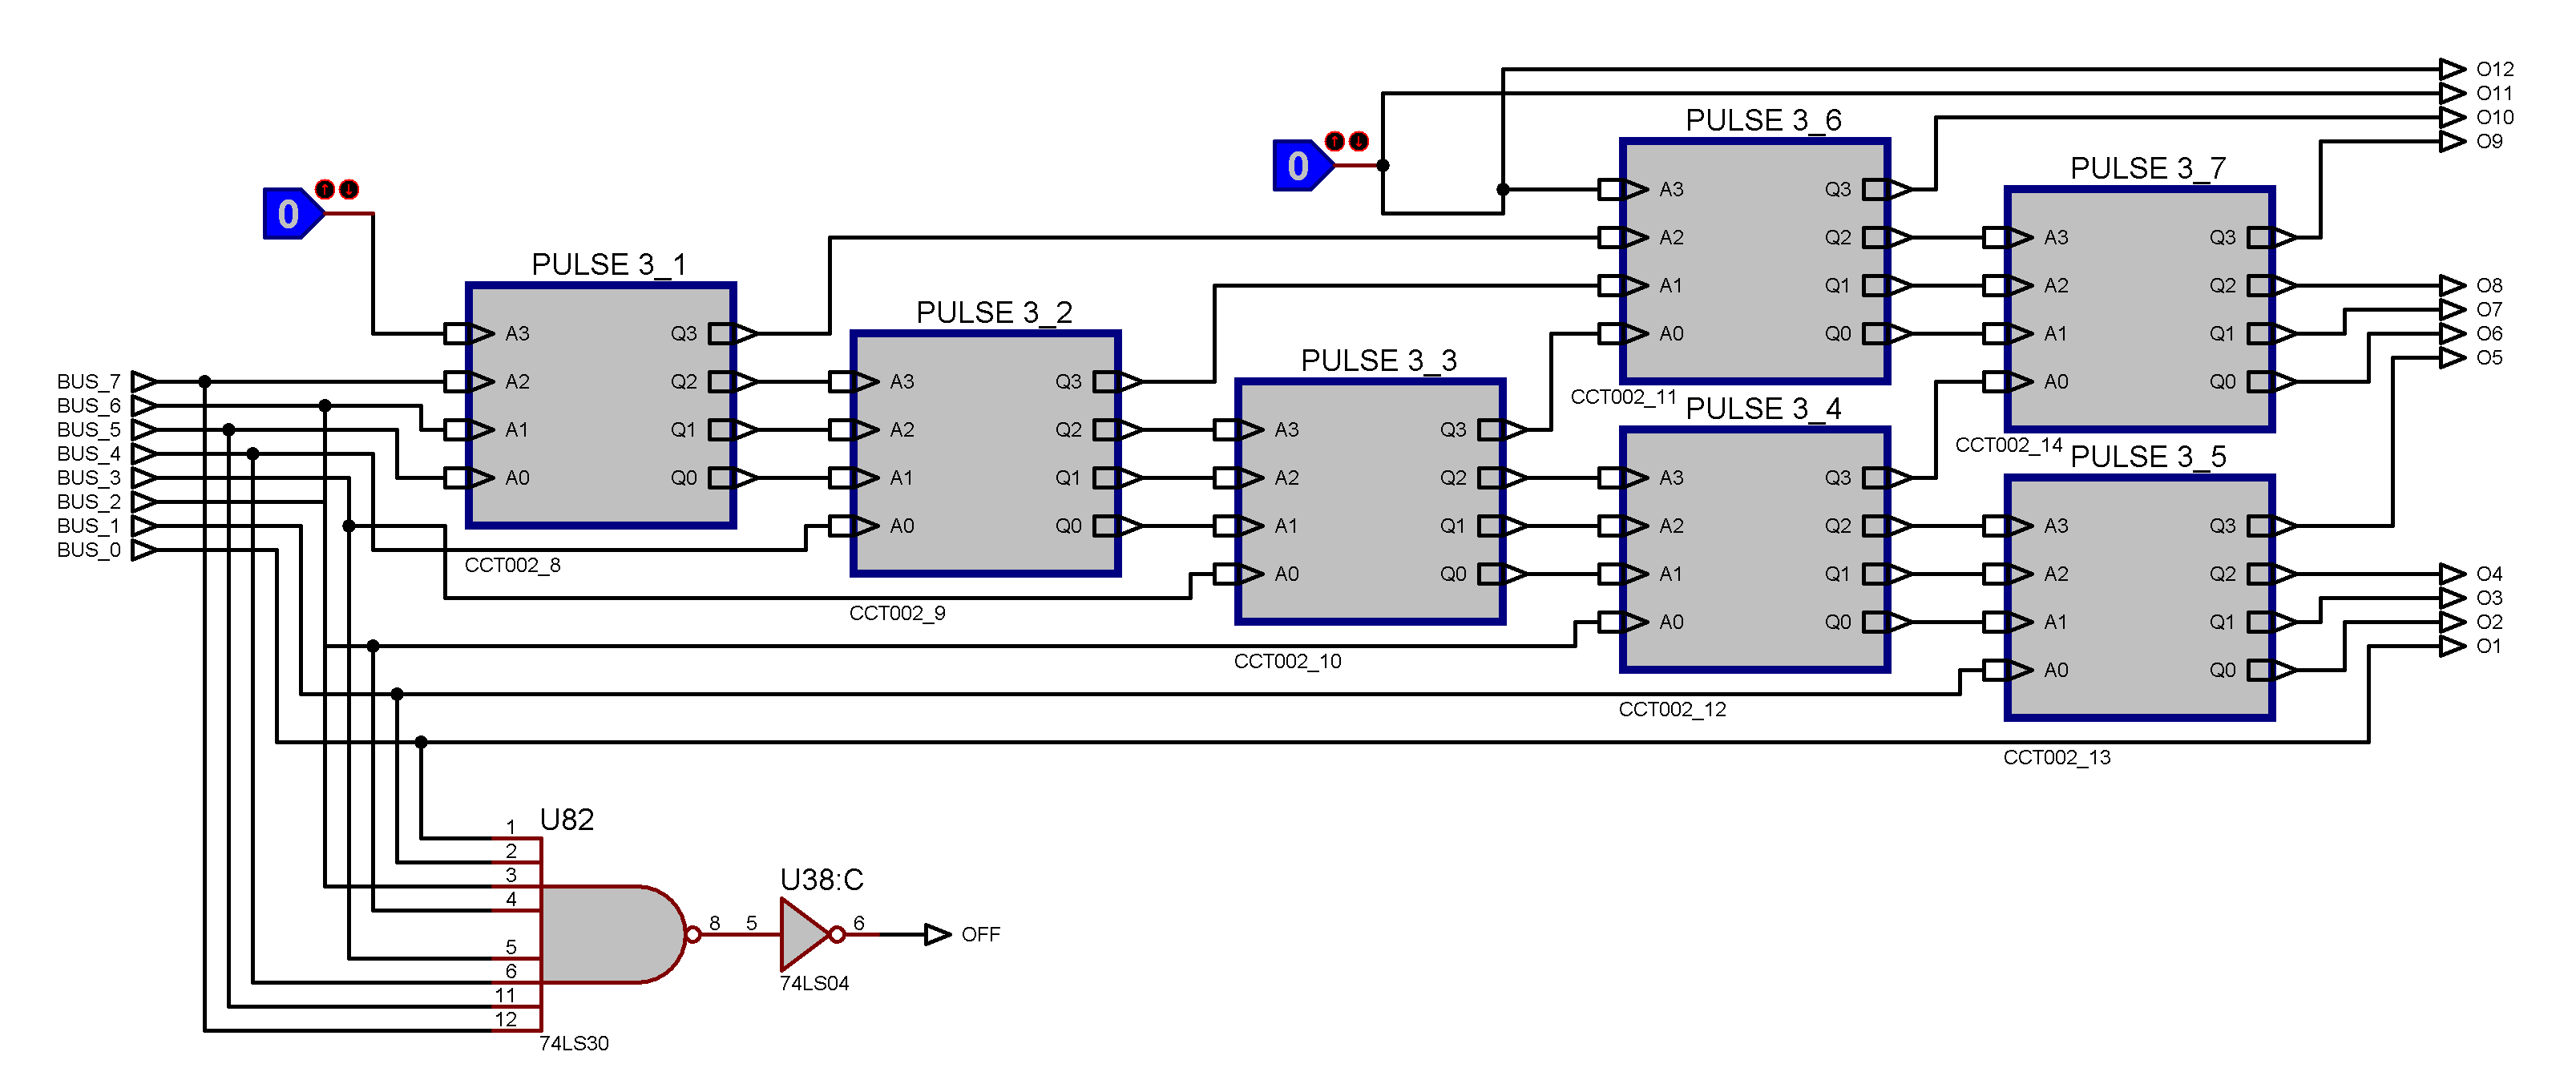 O12
O11
PULSE 3_6
O10
PULSE 3_7
O9
0
A3
Q3
0
A2
Q2
A3
Q3
PULSE 3_1
A1
Q1
A2
Q2
O8
PULSE 3_2
O7
A3
Q3
A0
Q0
A1
Q1
O6
PULSE 3_3
O5
BUS_7
A2
Q2
A3
Q3
A0
Q0
CCT002_11
BUS_6
PULSE 3_4
BUS_5
A1
Q1
A2
Q2
A3
Q3
CCT002_14
BUS_4
PULSE 3_5
BUS_3
A0
Q0
A1
Q1
A2
Q2
A3
Q3
BUS_2
BUS_1
A0
Q0
A1
Q1
A2
Q2
A3
Q3
BUS_0
CCT002_8
A0
Q0
A1
Q1
A2
Q2
O4
O3
CCT002_9
A0
Q0
A1
Q1
O2
O1
CCT002_10
A0
Q0
CCT002_12
CCT002_13
U82
1
2
3
4
5
6
11
12
74LS30
U38:C
8
5
6
OFF
74LS04